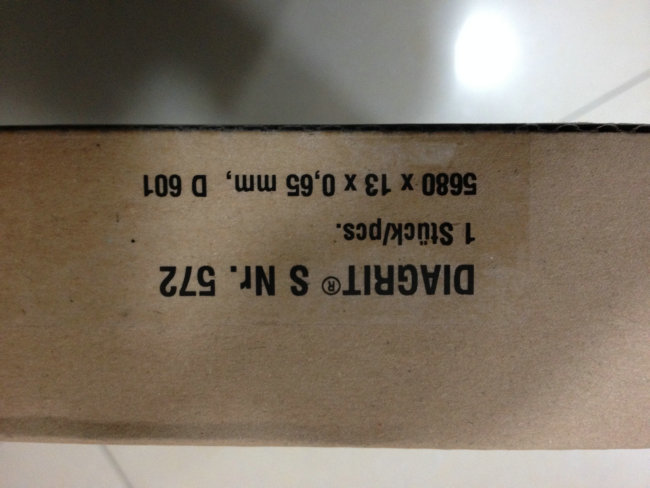 DIAGRIT® S Nr. 572
1 Stück/pcs.
5680 x 13 x 0,65 mm, D 601